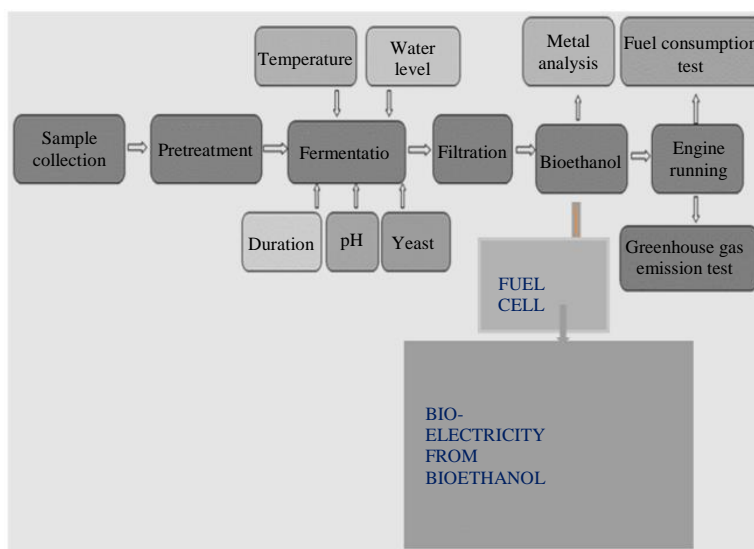 Temperature
Water
level
Metal
analysis
Fuel consumption
test
Sample
collection
Pretreatment
Fermentatio
Filtration
Bioethanol
Engine
running
Duration
pH
Yeast
Greenhouse gas
emission test
FUEL
CELL
BIO-
ELECTRICITY
FROM
BIOETHANOL